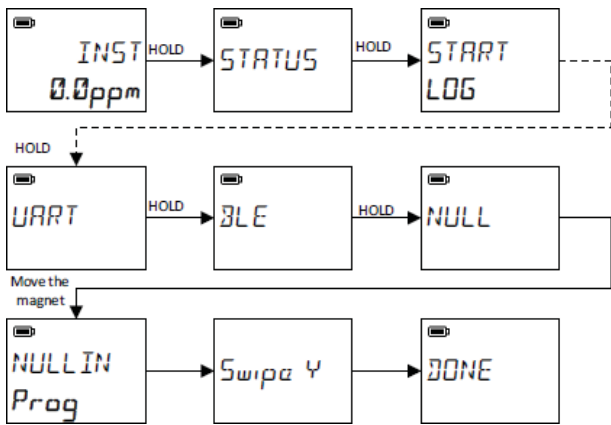 INST
HOLD
0.0ppm
STATUS
HOLD
START
LOG
HOLD
UART
HOLD
BLE
HOLD
NULL
Move the
magnet
NULLIN
Prog
Swipe Y
DONE